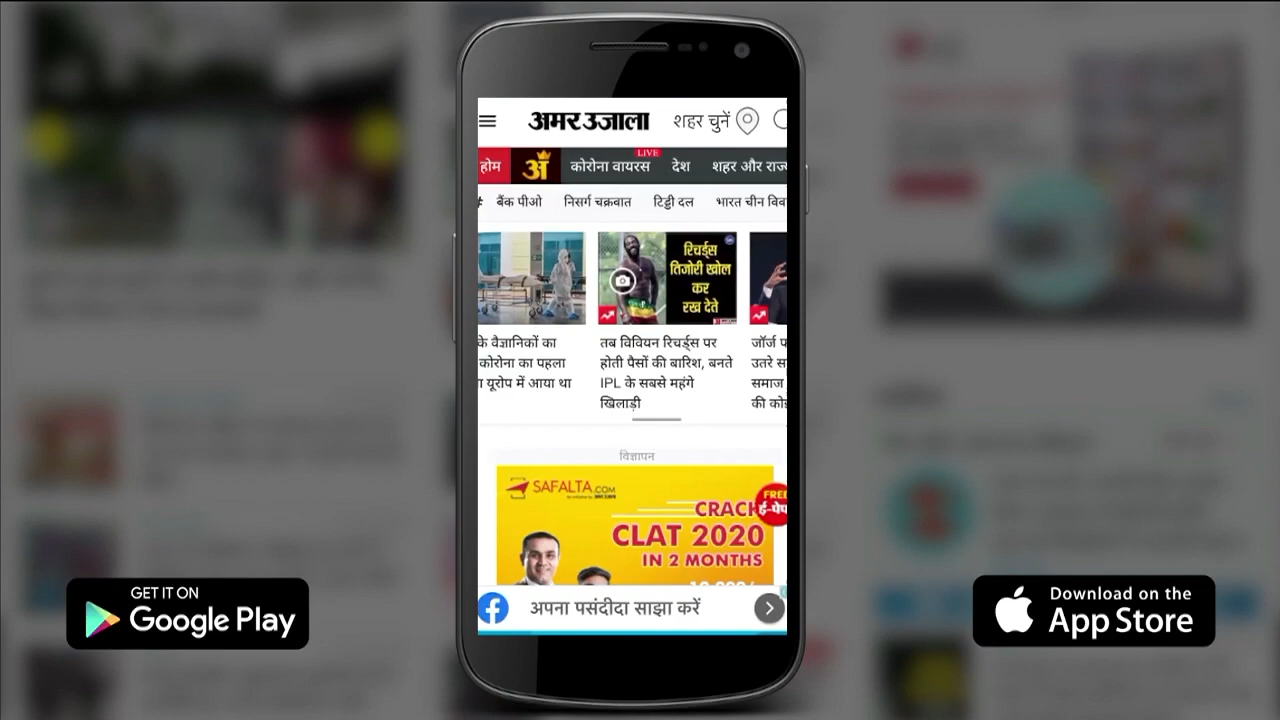 अमर उजाला
शहर चुनें
LIVE
होम
अ
कोरोना वायरस
देश
शहर और राज्
#
बैंक पीओ
निसर्ग चक्रवात
टिड्डी दल
भारत चीन विवा
रिचर्ड्स
तिजोरी खोल
कर
रख देते
के वैज्ञानिकों का
कोरोना का पहला
यूरोप में आया था
तब विवियन रिचर्ड्स पर
होती पैसों की बारिश, बनते
IPL के सबसे महंगे
खिलाड़ी
जॉर्ज
उतरे
समाज
की को
विज्ञापन
SAFALTA.COM
CRACK
CLAT 2020
IN 2 MONTHS
FREE
ई-पेप
अपना पसंदीदा साझा करें
GET IT ON
Google Play
Download on the
App Store